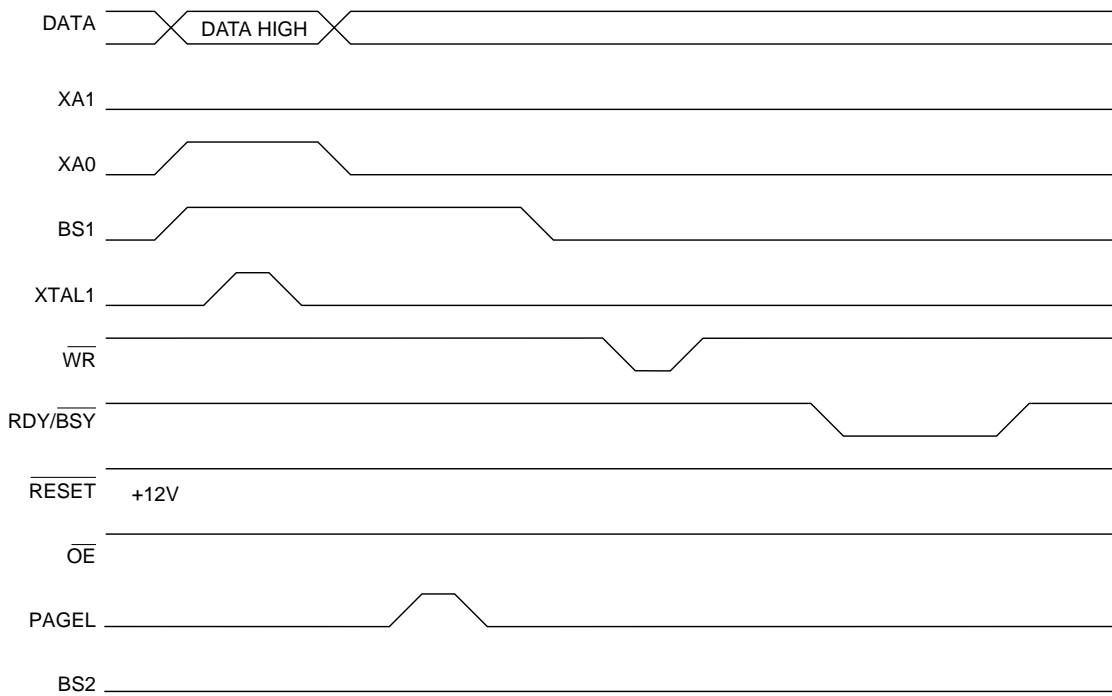 DATA
DATA HIGH
XA1
XA0
BS1
XTAL1
WR
RDY/BSY
RESET
+12V
OE
PAGEL
BS2